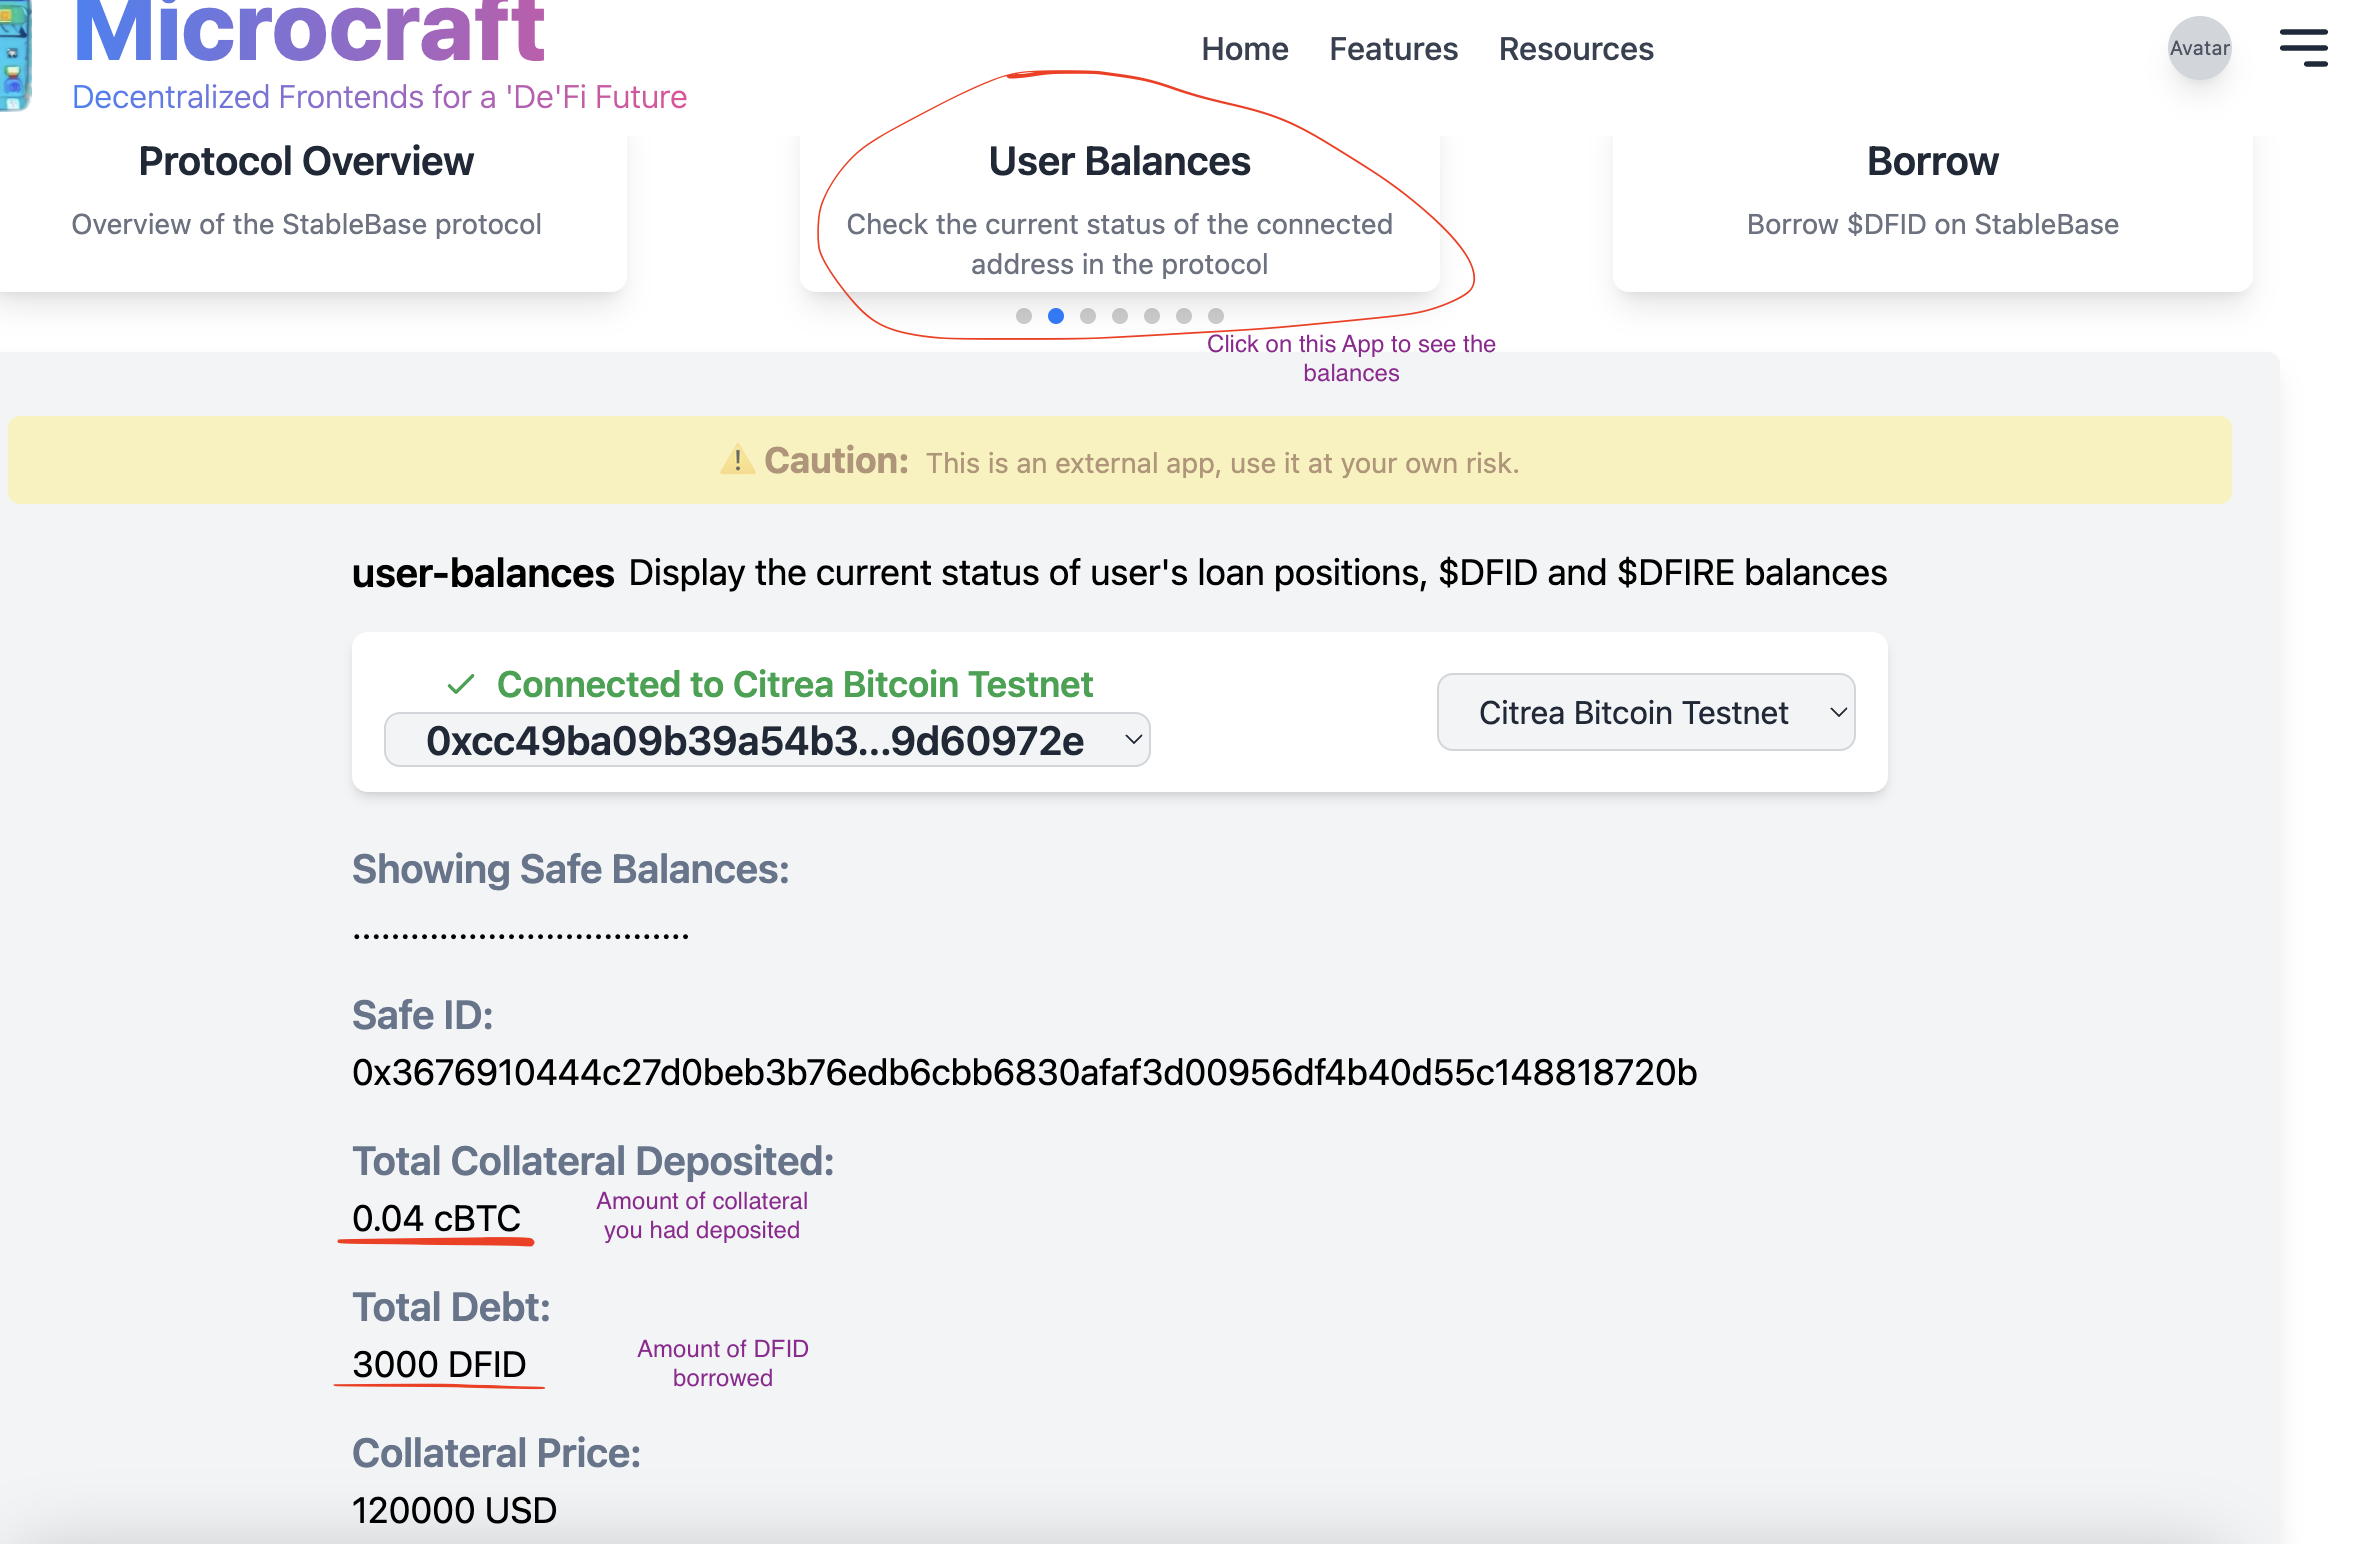 Microcraft
Decentralized Frontends for a 'De'Fi Future
Home Features Resources
Avatar
Protocol Overview
Overview of the StableBase protocol
User Balances
Check the current status of the connected
address in the protocol
Borrow
Borrow $DFID on StableBase
Click on this App to see the
balances
Caution: This is an external app, use it at your own risk.
user-balances Display the current status of user's loan positions, $DFID and $DFIRE balances
Connected to Citrea Bitcoin Testnet
0xcc49ba09b39a54b3...9d60972e
Citrea Bitcoin Testnet
Showing Safe Balances:
...................................
Safe ID:
0x3676910444c27d0beb3b76edb6cbb6830afaf3d00956df4b40d55c148818720b
Total Collateral Deposited:
0.04 cBTC
Amount of collateral
you had deposited
Total Debt:
3000 DFID
Amount of DFID
borrowed
Collateral Price:
120000 USD